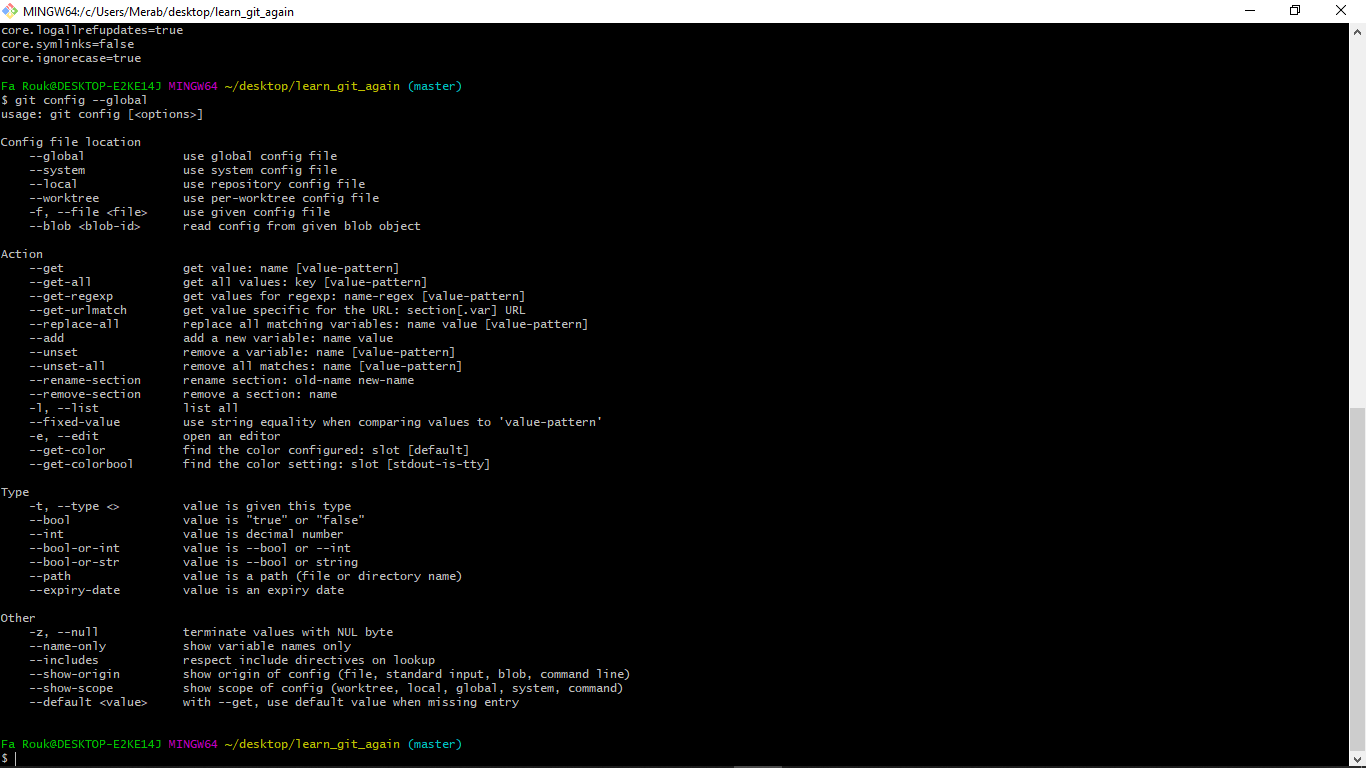 MINGW64:/c/Users/Merab/desktop/learn_git_again
core.logallrefupdates=true
core.symlinks=false
core.ignorecase=true
Fa Rouk@DESKTOP-E2KE14J MINGW64 ~/desktop/learn_git_again (master)
$ git config --global
usage: git config [<options>]
Config file location
--global use global config file
--system use system config file
--local use repository config file
--worktree use per-worktree config file
-f, --file <file> use given config file
--blob <blob-id> read config from given blob object
Action
--get get value: name [value-pattern]
--get-all get all values: key [value-pattern]
--get-regexp get values for regexp: name-regex [value-pattern]
--get-urlmatch get value specific for the URL: section[.var] URL
--replace-all replace all matching variables: name value [value-pattern]
--add add a new variable: name value
--unset remove a variable: name [value-pattern]
--unset-all remove all matches: name [value-pattern]
--rename-section rename section: old-name new-name
--remove-section remove a section: name
-l, --list list all
--fixed-value use string equality when comparing values to 'value-pattern'
-e, --edit open an editor
--get-color find the color configured: slot [default]
--get-colorbool find the color setting: slot [stdout-is-tty]
Type
-t, --type <> value is given this type
--bool value is "true" or "false"
--int value is decimal number
--bool-or-int value is --bool or --int
--bool-or-str value is --bool or string
--path value is a path (file or directory name)
--expiry-date value is an expiry date
Other
-z, --null terminate values with NUL byte
--name-only show variable names only
--includes respect include directives on lookup
--show-origin show origin of config (file, standard input, blob, command line)
--show-scope show scope of config (worktree, local, global, system, command)
--default <value> with --get, use default value when missing entry
Fa Rouk@DESKTOP-E2KE14J MINGW64 ~/desktop/learn_git_again (master)
$